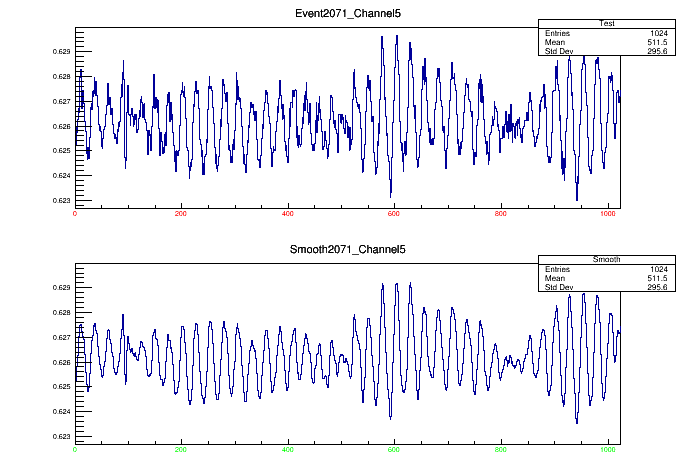 Event2071_Channel5
Test
Entries 1024
Mean 511.5
Std Dev 295.6
0.629
0.628
0.627
0.626
0.625
0.624
0.623
0 200 400 600 800 1000
Smooth2071_Channel5
Smooth
Entries 1024
Mean 511.5
Std Dev 295.6
0.629
0.628
0.627
0.626
0.625
0.624
0.623
0 200 400 600 800 1000